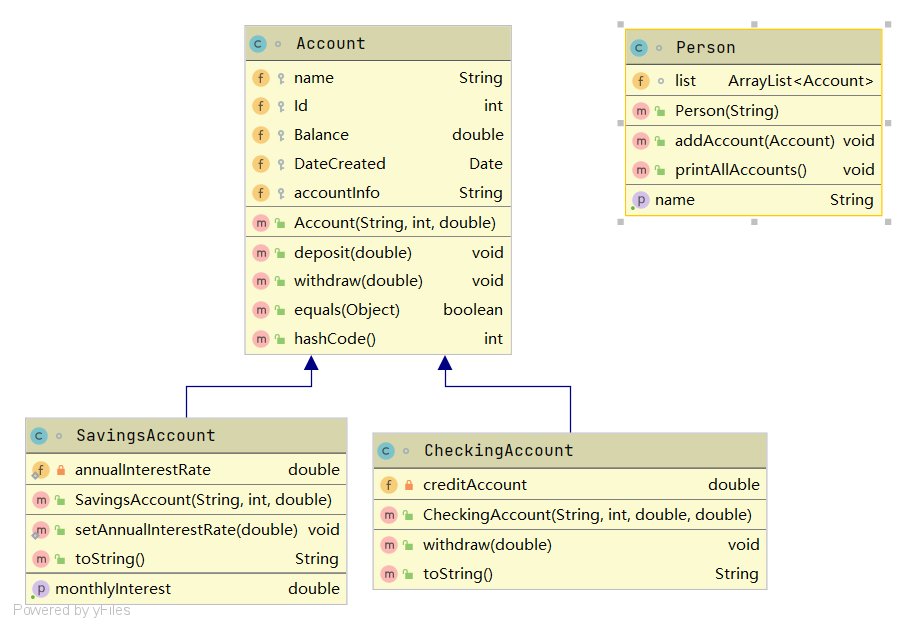 Account
name String
Id int
Balance double
DateCreated Date
accountInfo String
Account(String, int, double)
deposit(double) void
withdraw(double) void
equals(Object) boolean
hashCode() int
Person
list ArrayList<Account>
Person(String)
addAccount(Account) void
printAllAccounts() void
name String
SavingsAccount
annualInterestRate double
SavingsAccount(String, int, double)
setAnnualInterestRate(double) void
toString() String
monthlyInterest double
CheckingAccount
creditAccount double
CheckingAccount(String, int, double, double)
withdraw(double) void
toString() String
Powered by yFiles